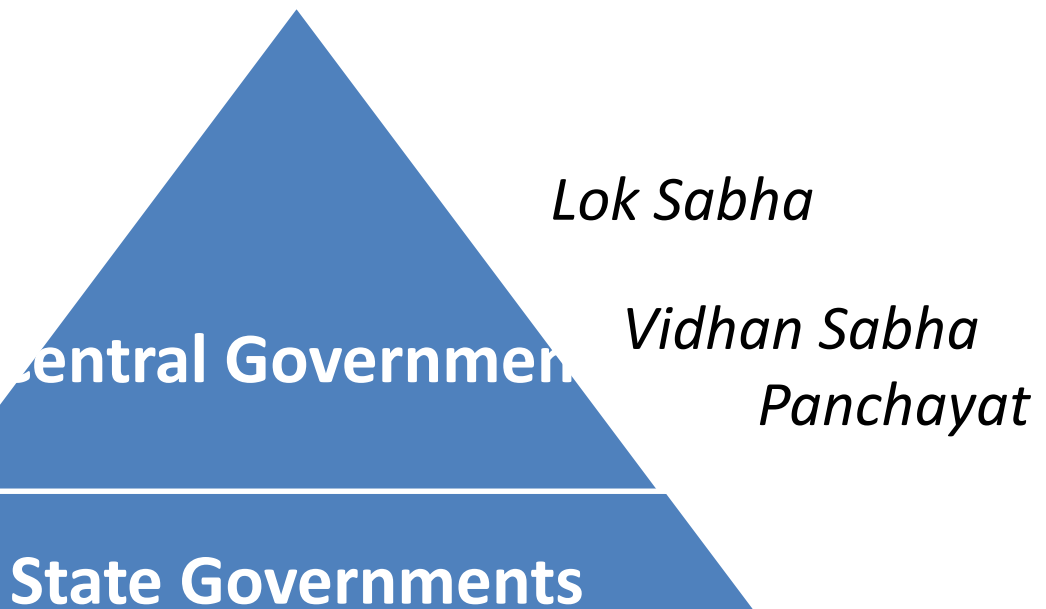 Lok Sabha
Vidhan Sabha
entral Governmen
Panchayat
State Governments